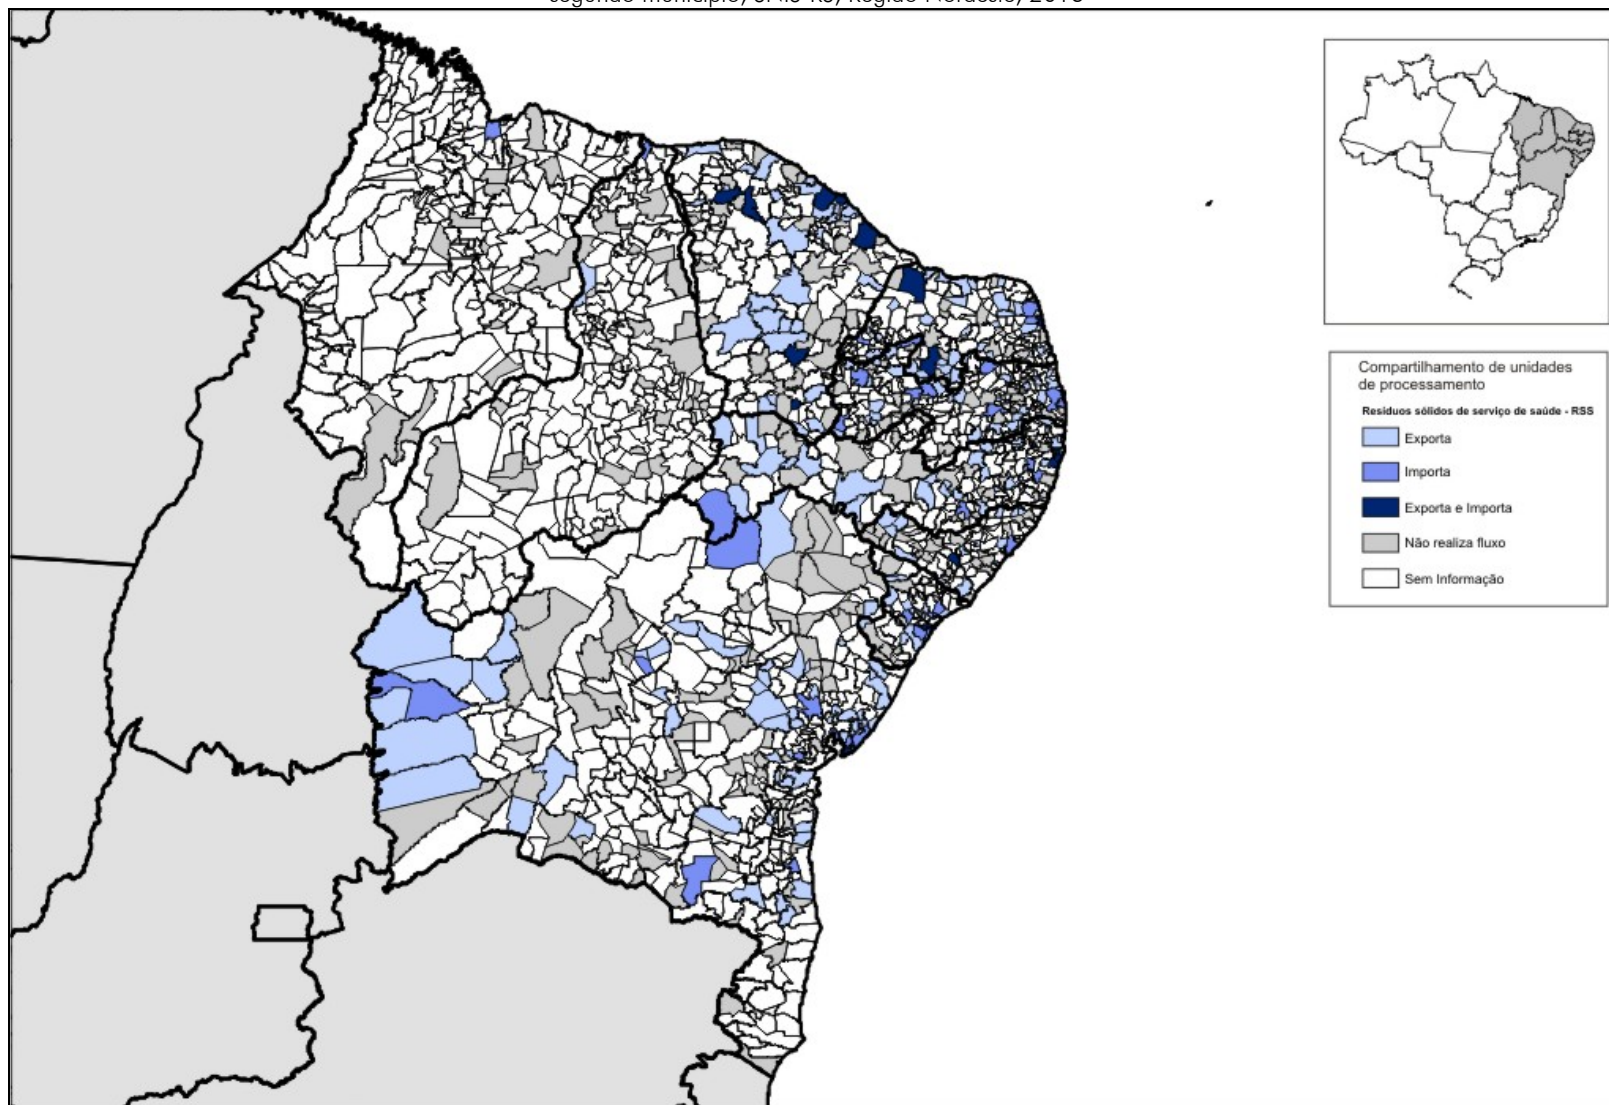 Compartilhamento de unidades
de processamento
Resíduos sólidos de serviço de saúde - RSS
Exporta
Importa
Exporta e Importa
Não realiza fluxo
Sem Informação